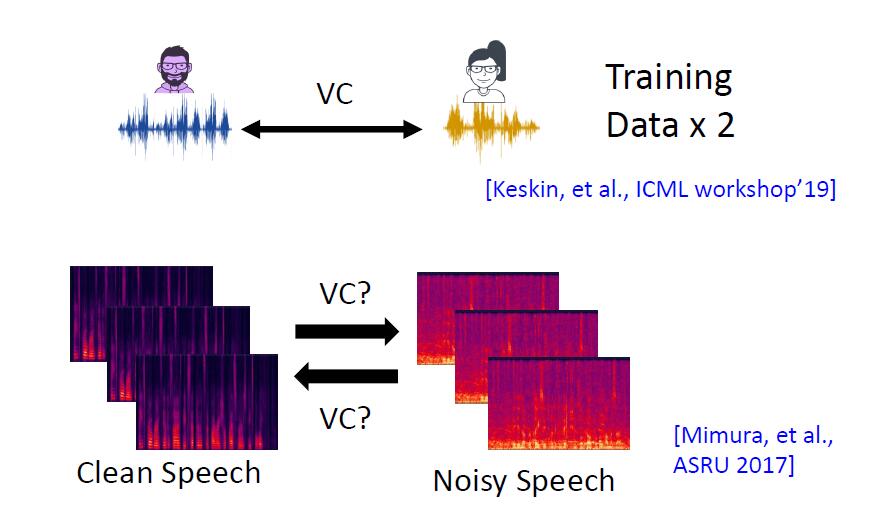 VC
Training
Data x 2
[Keskin, et al., ICML workshop’19]
VC?
VC?
Clean Speech
Noisy Speech
[Mimura, et al.,
ASRU 2017]